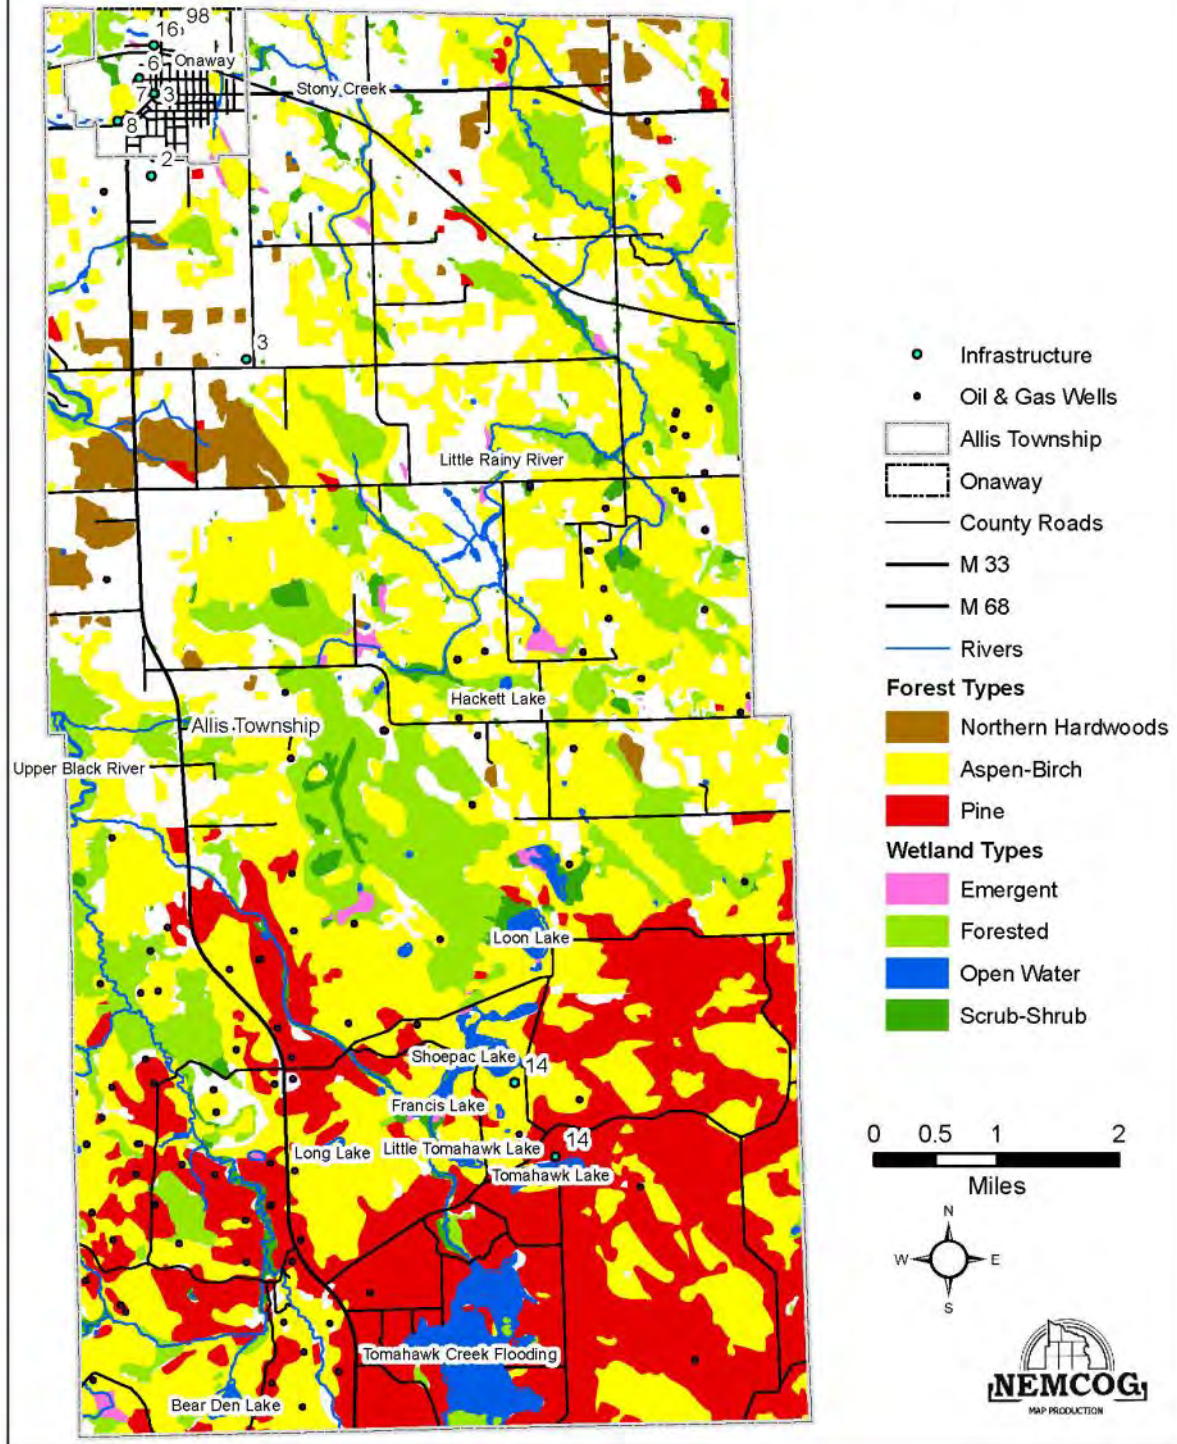 98
16
Onaway
6
7 3
Stony Creek
8
2
3
Little Rainy River
Hackett Lake
Allis Township
Upper Black River
Loon Lake
Shoepac Lake
14
Francis Lake
14
Long Lake
Little Tomahawk Lake
Tomahawk Lake
Tomahawk Creek Flooding
Bear Den Lake
Infrastructure
Oil & Gas Wells
Allis Township
Onaway
County Roads
M 33
M 68
Rivers
Forest Types
Northern Hardwoods
Aspen-Birch
Pine
Wetland Types
Emergent
Forested
Open Water
Scrub-Shrub
0 0.5 1 2
Miles
N
W E
S
NEMCOG
MAP PRODUCTION